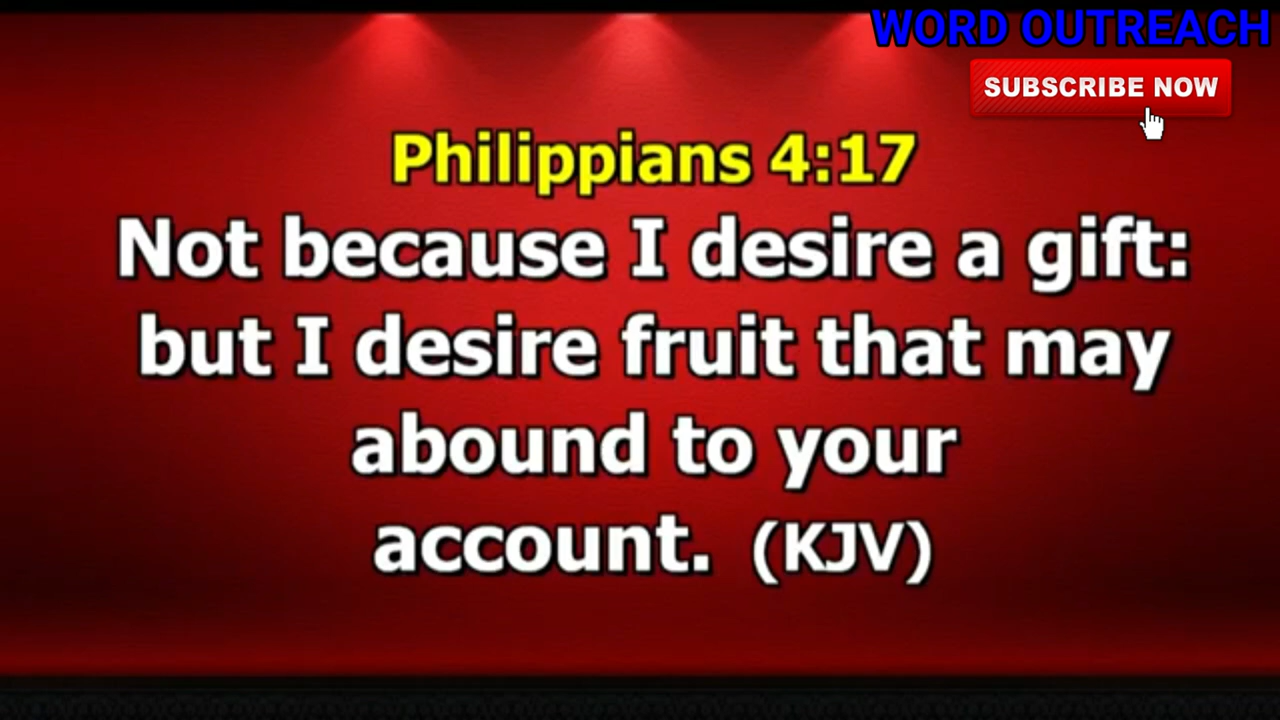 WORD OUTREACH
SUBSCRIBE NOW
Philippians 4:17
Not because I desire a gift:
but I desire fruit that may
abound to your
account. (KJV)